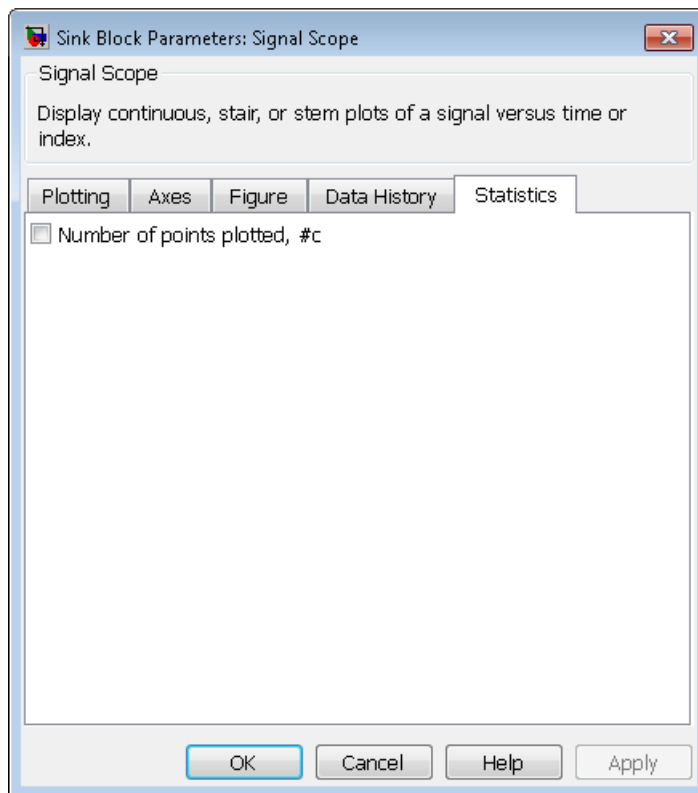 Sink Block Parameters: Signal Scope
Signal Scope
Display continuous, stair, or stem plots of a signal versus time or
index.
Plotting Axes Figure Data History Statistics
Number of points plotted, #c
OK Cancel Help Apply